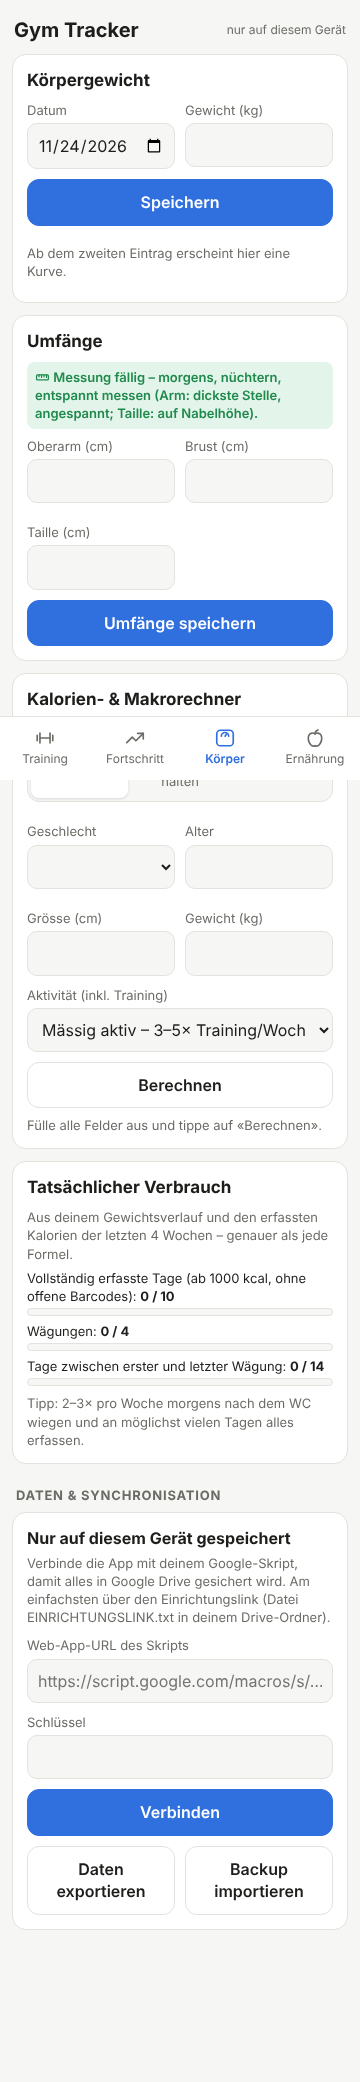 Gym Tracker
nur auf diesem Gerät
Körpergewicht
Datum
Gewicht (kg)
11/24/2026
Speichern
Ab dem zweiten Eintrag erscheint hier eine
Kurve.
Umfänge
Messung fällig – morgens, nüchtern,
entspannt messen (Arm: dickste Stelle,
angespannt; Taille: auf Nabelhöhe).
Oberarm (cm)
Brust (cm)
Taille (cm)
Umfänge speichern
Kalorien- & Makrorechner
Training
Fortschritt
Körper
Ernährung
halten
Geschlecht
Alter
Grösse (cm)
Gewicht (kg)
Aktivität (inkl. Training)
Mässig aktiv – 3–5× Training/Woch
Berechnen
Fülle alle Felder aus und tippe auf «Berechnen».
Tatsächlicher Verbrauch
Aus deinem Gewichtsverlauf und den erfassten
Kalorien der letzten 4 Wochen – genauer als jede
Formel.
Vollständig erfasste Tage (ab 1000 kcal, ohne
offene Barcodes): 0 / 10
Wägungen: 0 / 4
Tage zwischen erster und letzter Wägung: 0 / 14
Tipp: 2–3× pro Woche morgens nach dem WC
wiegen und an möglichst vielen Tagen alles
erfassen.
DATEN & SYNCHRONISATION
Nur auf diesem Gerät gespeichert
Verbinde die App mit deinem Google-Skript,
damit alles in Google Drive gesichert wird. Am
einfachsten über den Einrichtungslink (Datei
EINRICHTUNGSLINK.txt in deinem Drive-Ordner).
Web-App-URL des Skripts
https://script.google.com/macros/s/...
Schlüssel
Verbinden
Daten
exportieren
Backup
importieren